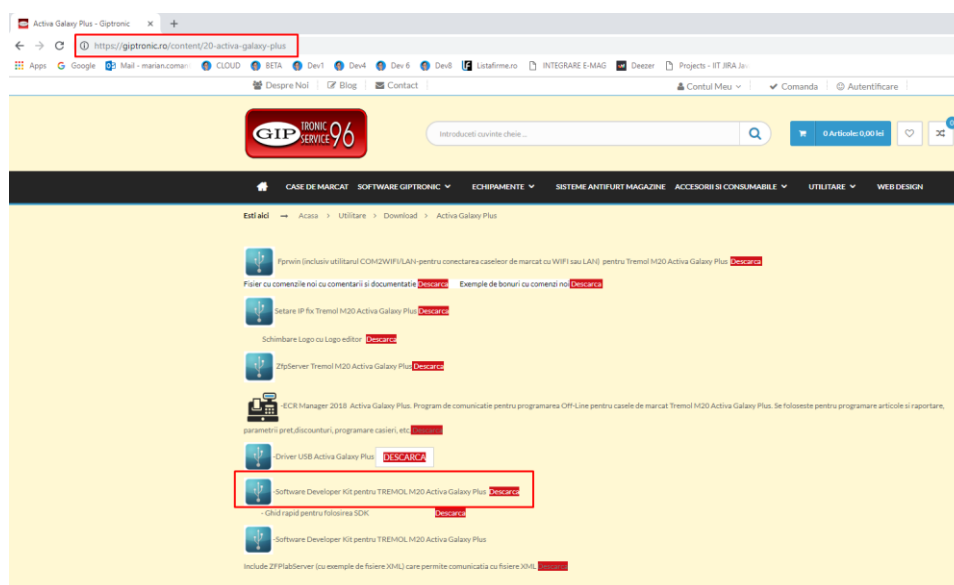 Activa Galaxy Plus - Giptronic
https://giptronic.ro/content/20-activa-galaxy-plus
Apps Google Mail - marian.coman CLOUD BETA Dev1 Dev4 Dev 6 Dev8 Listafirme.ro INTEGRARE E-MAG Deezer Projects - IIT JIRA
Despre Noi Blog Contact Contul Meu Comanda Autentificare
GIP TRONIC SERVICE 96 Introduceti cuvinte cheie ... 0 Articole: 0,00 lei 0
CASE DE MARCAT SOFTWARE GIPTRONIC ECHIPAMENTE SISTEME ANTIFURT MAGAZINE ACCESORII SI CONSUMABILE UTILITARE WEB DESIGN
Esti aici → Acasa > Utilitare > Download > Activa Galaxy Plus
Fprwin (inclusiv utilitarul COM2WIFI/LAN-pentru conectarea caseleor de marcat cu WIFI sau LAN) pentru Tremol M20 Activa Galaxy Plus Descarca
Fisier cu comenzile noi cu comentarii si documentatie Descarca Exemple de bonuri cu comenzi noi Descarca
Setare IP fix Tremol M20 Activa Galaxy Plus Descarca
Schimbare Logo cu Logo editor Descarca
ZfpServer Tremol M20 Activa Galaxy Plus Descarca
-ECR Manager 2018 Activa Galaxy Plus. Program de comunicatie pentru programarea Off-Line pentru casele de marcat Tremol M20 Activa Galaxy Plus. Se foloseste pentru programare articole si raportare,
parametrii pret,discounturi, programare casieri, etc. Descarca
-Driver USB Activa Galaxy Plus DESCARCA
-Software Developer Kit pentru TREMOL M20 Activa Galaxy Plus Descarca
- Ghid rapid pentru folosirea SDK Descarca
-Software Developer Kit pentru TREMOL M20 Activa Galaxy Plus
Include ZFPlabServer (cu exemple de fisiere XML) care permite comunicatia cu fisiere XML Descarca